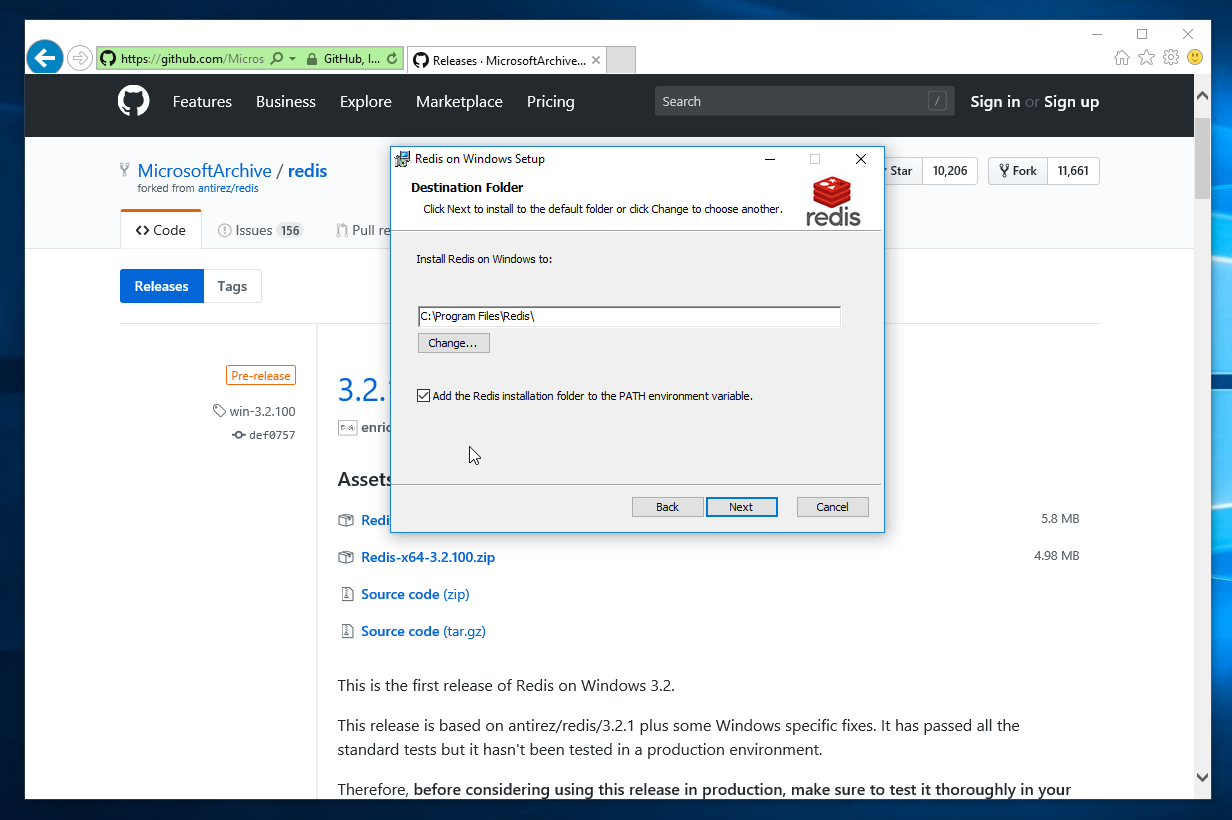 https://github.com/Micros
GitHub, I...
Releases · MicrosoftArchive...
Features
Business
Explore
Marketplace
Pricing
Search
/
Sign in or Sign up
MicrosoftArchive / redis
forked from antirez/redis
Star
10,206
Fork
11,661
Code
Issues 156
Pull re
Releases
Tags
Redis on Windows Setup
Destination Folder
Click Next to install to the default folder or click Change to choose another.
redis
Install Redis on Windows to:
C:\Program Files\Redis\
Change...
Add the Redis installation folder to the PATH environment variable.
Back
Next
Cancel
Pre-release
win-3.2.100
def0757
3.2.
enric
Assets
Redi
5.8 MB
Redis-x64-3.2.100.zip
4.98 MB
Source code (zip)
Source code (tar.gz)
This is the first release of Redis on Windows 3.2.
This release is based on antirez/redis/3.2.1 plus some Windows specific fixes. It has passed all the
standard tests but it hasn't been tested in a production environment.
Therefore, before considering using this release in production, make sure to test it thoroughly in your